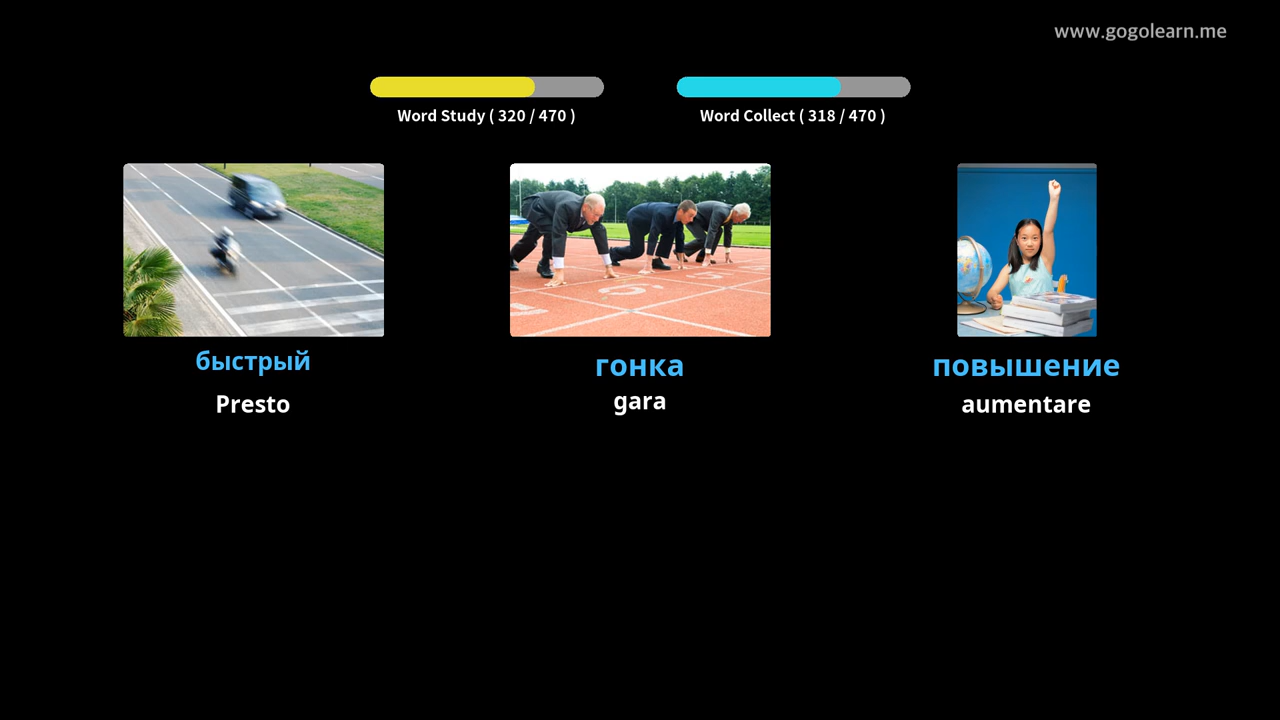 www.gogolearn.me
Word Study ( 320 / 470 )
Word Collect ( 318 / 470 )
быстрый
Presto
гонка
gara
повышение
aumentare